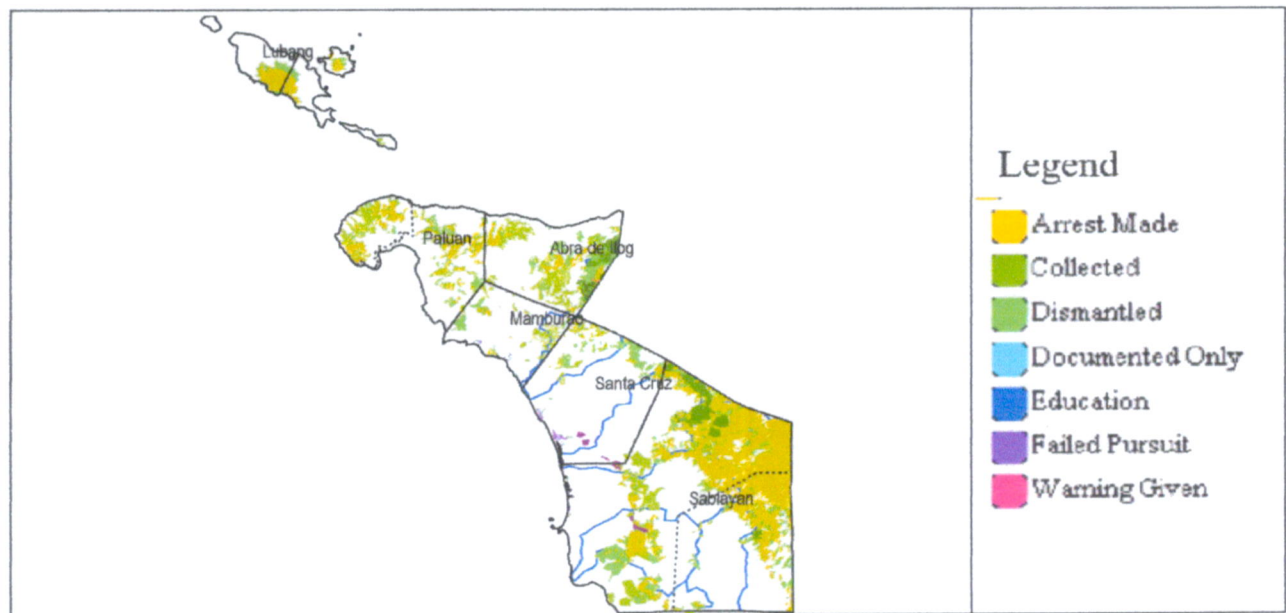 Lubang
Paluan
Abra de Ilog
Mamburao
Santa Cruz
Sablayan
Legend
Arrest Made
Collected
Dismantled
Documented Only
Education
Failed Pursuit
Warning Given